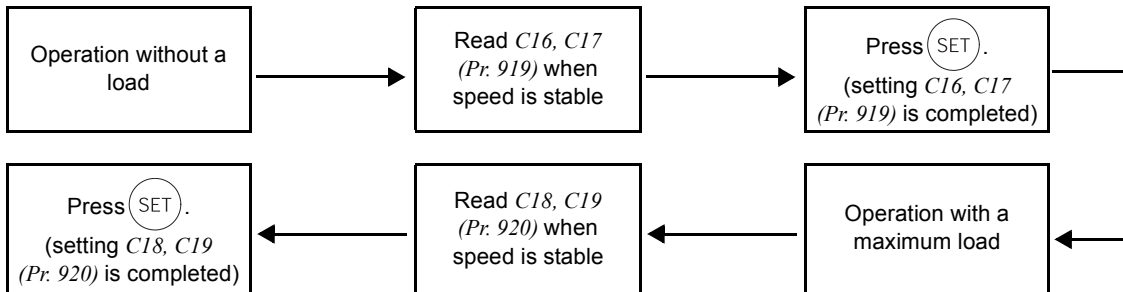 Operation without a
load
Read C16, C17
(Pr. 919) when
speed is stable
Press SET .
(setting C16, C17
(Pr. 919) is completed)
Operation with a
maximum load
Read C18, C19
(Pr. 920) when
speed is stable
Press SET .
(setting C18, C19
(Pr. 920) is completed)